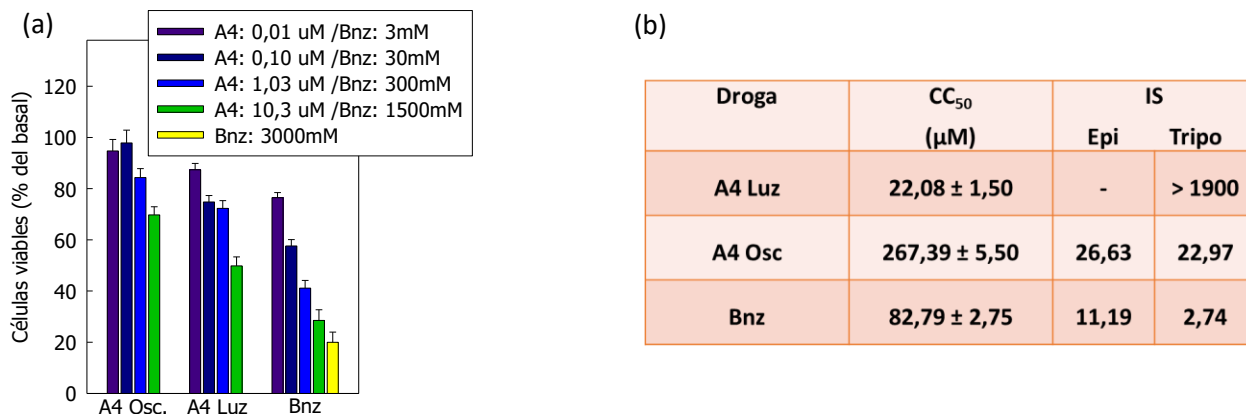 (a)
A4: 0,01 uM /Bnz: 3mM
A4: 0,10 uM /Bnz: 30mM
A4: 1,03 uM /Bnz: 300mM
A4: 10,3 uM /Bnz: 1500mM
Bnz: 3000mM
Células viables (% del basal)
120
100
80
60
40
20
0
A4 Osc. A4 Luz Bnz
(b)
Droga CC50 IS
(µM) Epi Tripo
A4 Luz 22,08 ± 1,50 - > 1900
A4 Osc 267,39 ± 5,50 26,63 22,97
Bnz 82,79 ± 2,75 11,19 2,74